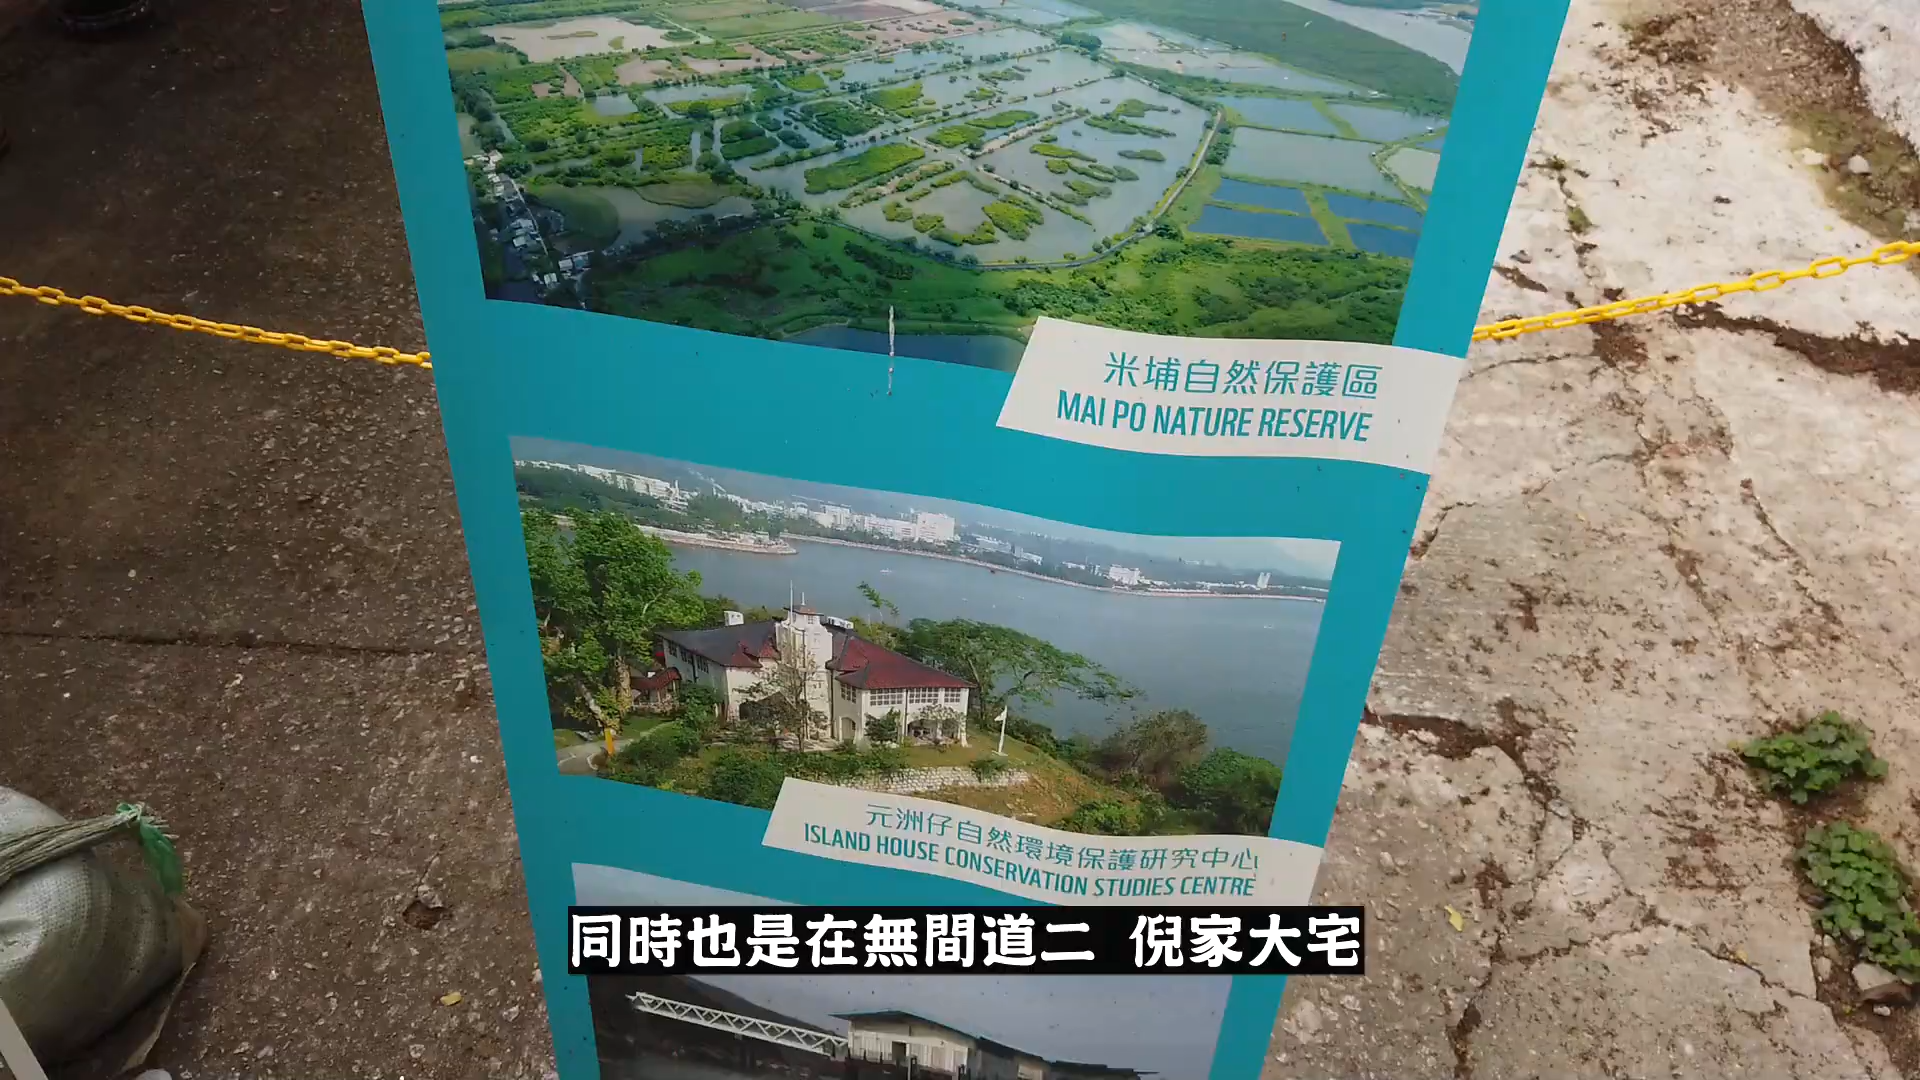 米埔自然保護區
MAI PO NATURE RESERVE
元洲仔自然環境保護研究中心
ISLAND HOUSE CONSERVATION STUDIES CENTRE
同時也是在無間道二 倪家大宅